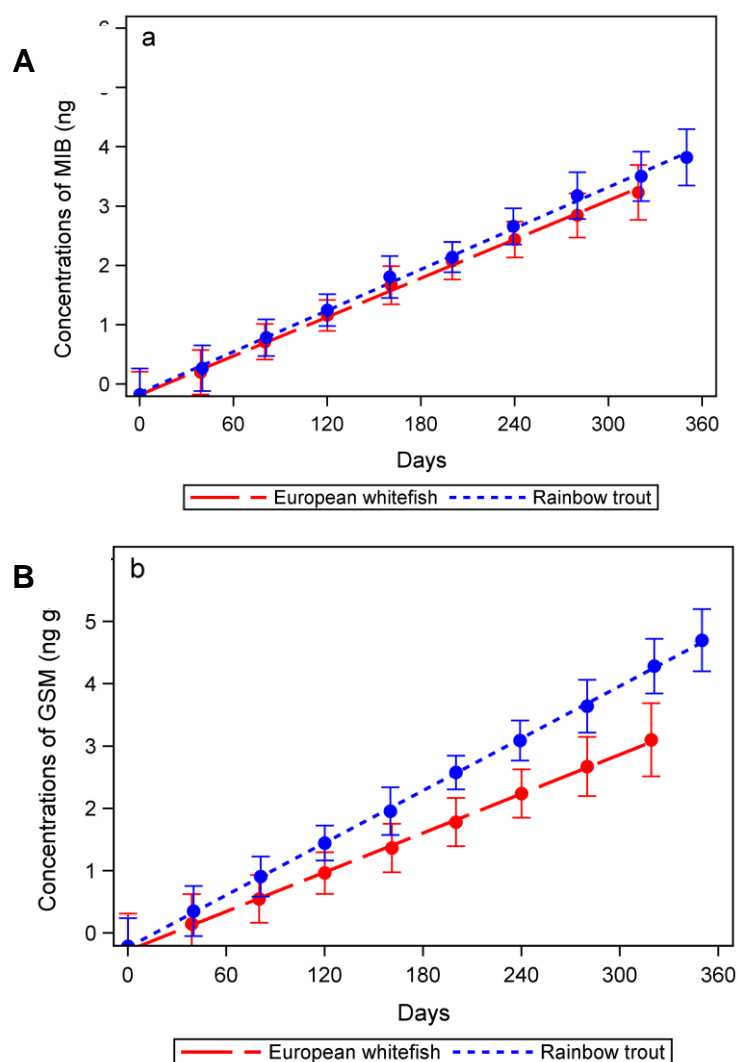 A
a
6
5
4
3
2
1
0
Concentrations of MIB (ng
0 60 120 180 240 300 360
Days
European whitefish Rainbow trout
B
b
5
4
3
2
1
0
Concentrations of GSM (ng g
0 60 120 180 240 300 360
Days
European whitefish Rainbow trout